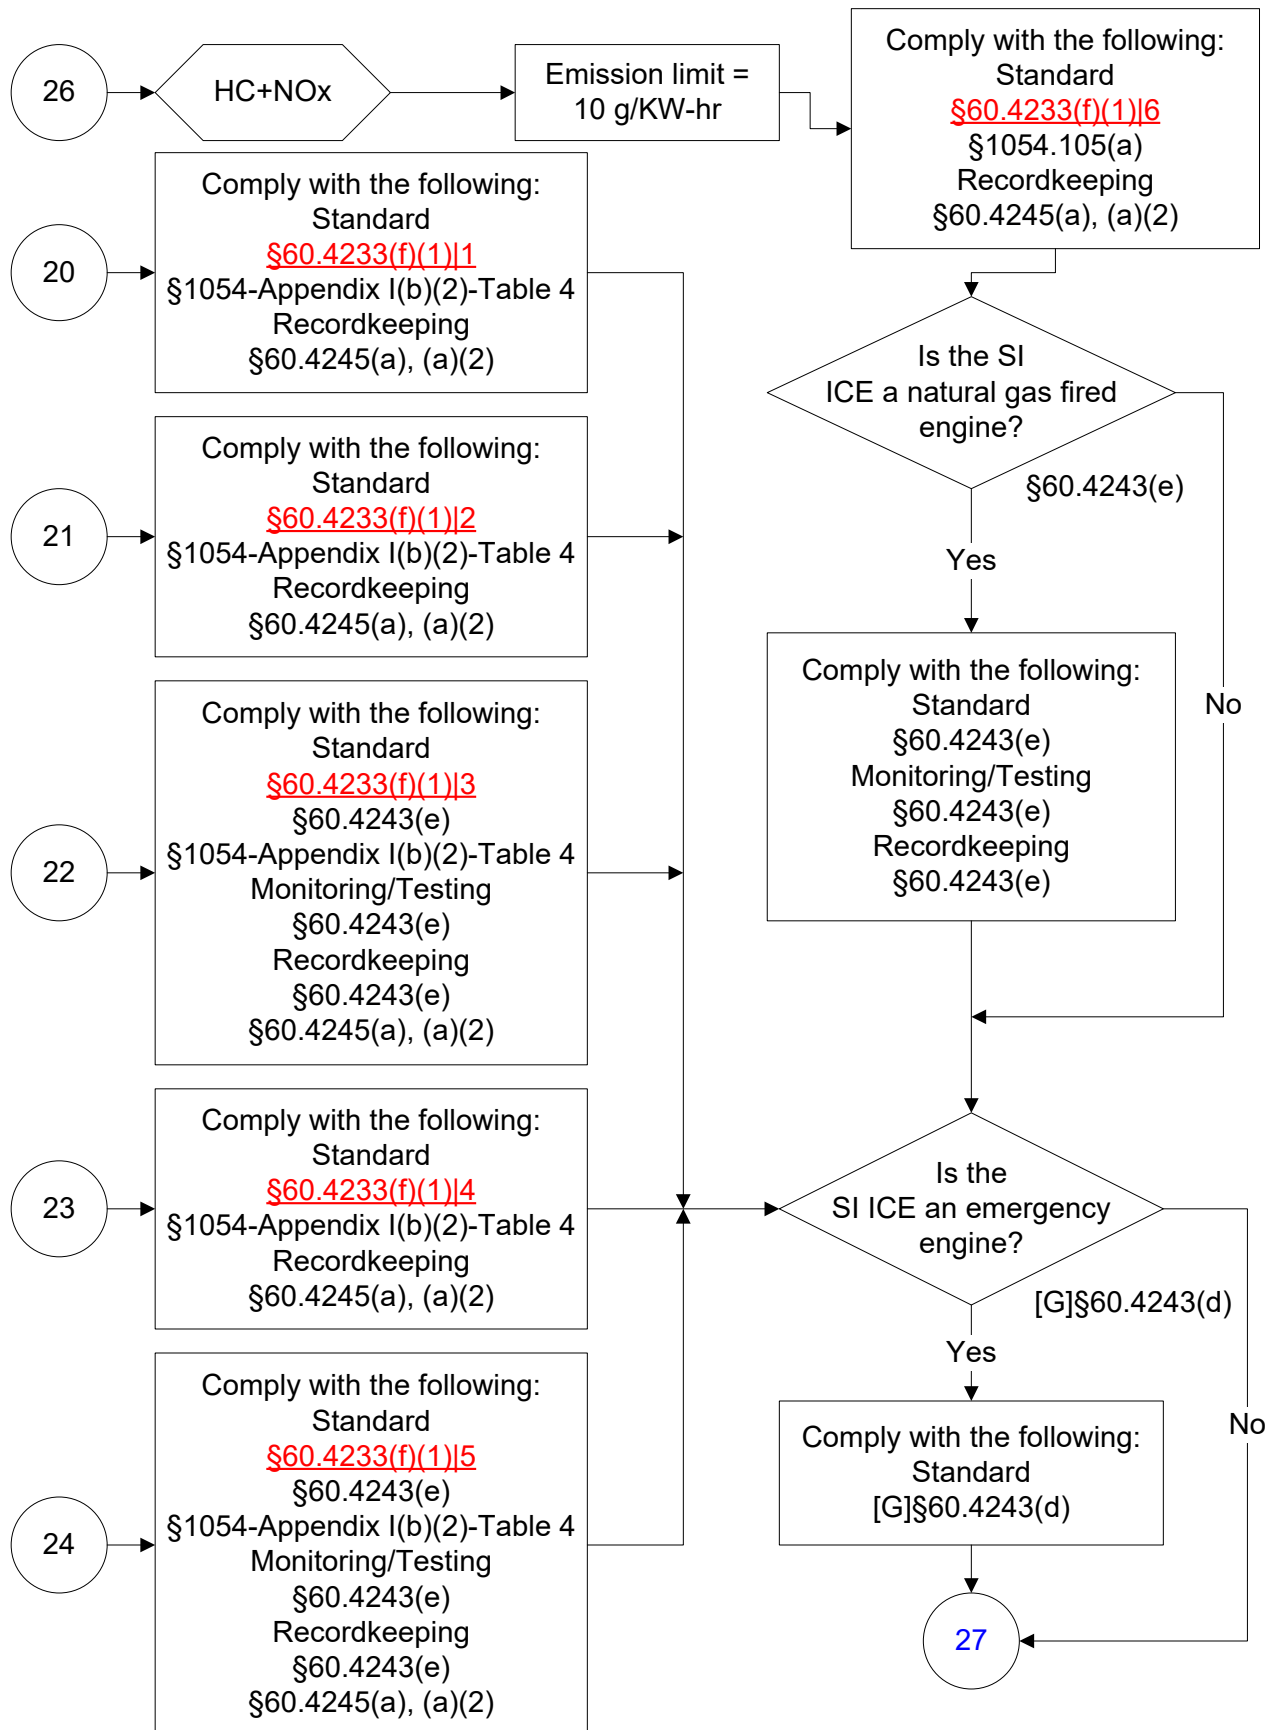 26
HC+NOx
Emission limit =
10 g/KW-hr
Comply with the following:
Standard
§60.4233(f)(1)|6
§1054.105(a)
Recordkeeping
§60.4245(a), (a)(2)
20
Comply with the following:
Standard
§60.4233(f)(1)|1
§1054-Appendix I(b)(2)-Table 4
Recordkeeping
§60.4245(a), (a)(2)
21
Comply with the following:
Standard
§60.4233(f)(1)|2
§1054-Appendix I(b)(2)-Table 4
Recordkeeping
§60.4245(a), (a)(2)
22
Comply with the following:
Standard
§60.4233(f)(1)|3
§60.4243(e)
§1054-Appendix I(b)(2)-Table 4
Monitoring/Testing
§60.4243(e)
Recordkeeping
§60.4243(e)
§60.4245(a), (a)(2)
23
Comply with the following:
Standard
§60.4233(f)(1)|4
§1054-Appendix I(b)(2)-Table 4
Recordkeeping
§60.4245(a), (a)(2)
24
Comply with the following:
Standard
§60.4233(f)(1)|5
§60.4243(e)
§1054-Appendix I(b)(2)-Table 4
Monitoring/Testing
§60.4243(e)
Recordkeeping
§60.4243(e)
§60.4245(a), (a)(2)
Is the SI
ICE a natural gas fired
engine?
§60.4243(e)
Yes
No
Comply with the following:
Standard
§60.4243(e)
Monitoring/Testing
§60.4243(e)
Recordkeeping
§60.4243(e)
Is the
SI ICE an emergency
engine?
[G]§60.4243(d)
Yes
No
Comply with the following:
Standard
[G]§60.4243(d)
27